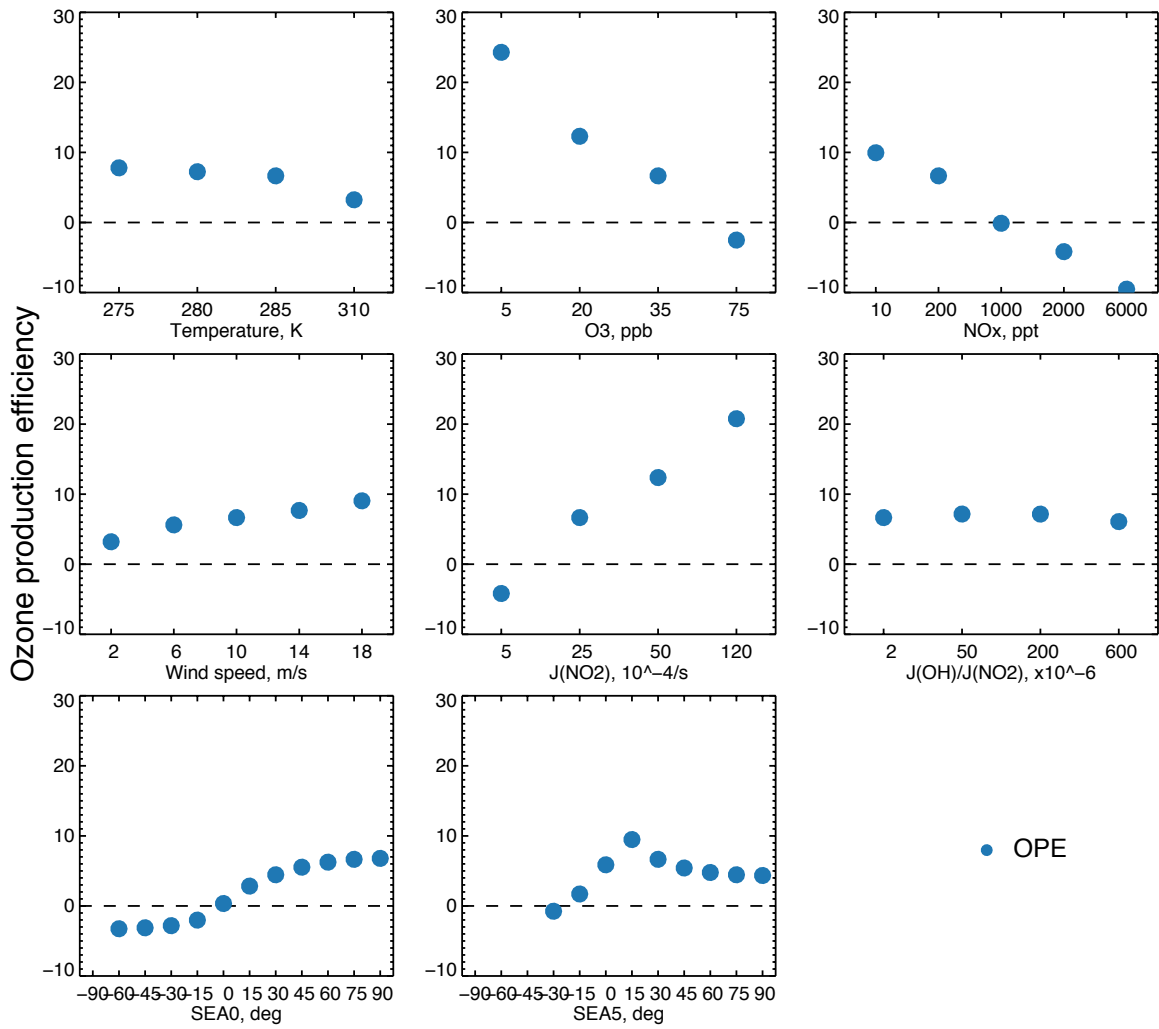 Ozone production efficiency
30
20
10
0
−10
275 280 285 310
Temperature, K
30
20
10
0
−10
5 20 35 75
O3, ppb
30
20
10
0
−10
10 200 1000 2000 6000
NOx, ppt
30
20
10
0
−10
2 6 10 14 18
Wind speed, m/s
30
20
10
0
−10
5 25 50 120
J(NO2), 10^−4/s
30
20
10
0
−10
2 50 200 600
J(OH)/J(NO2), x10^−6
30
20
10
0
−10
−90 −60 −45 −30 −15 0 15 30 45 60 75 90
SEA0, deg
30
20
10
0
−10
−90 −60 −45 −30 −15 0 15 30 45 60 75 90
SEA5, deg
OPE